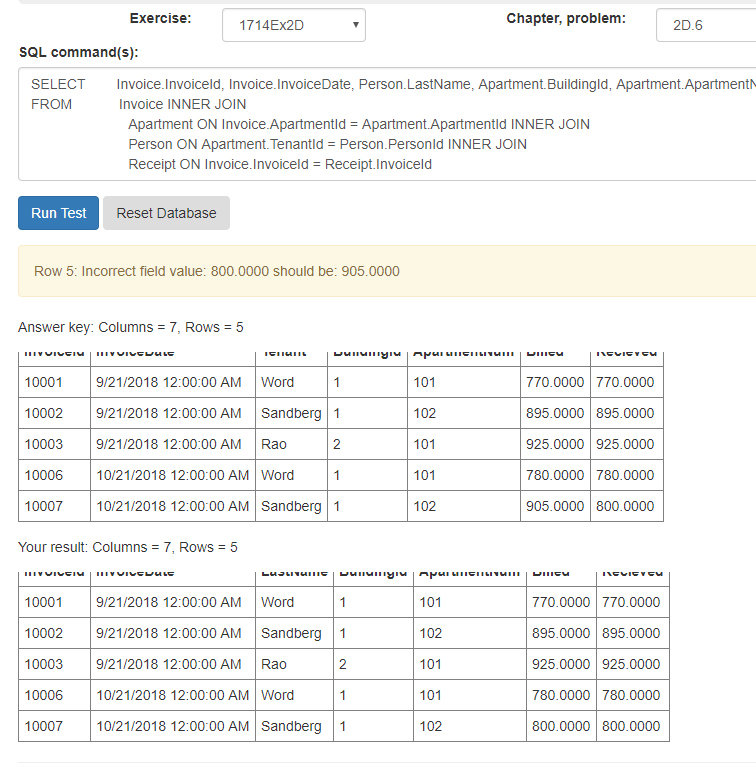 Exercise: 1714Ex2D Chapter, problem: 2D.6
SQL command(s):
SELECT Invoice.InvoiceId, Invoice.InvoiceDate, Person.LastName, Apartment.BuildingId, Apartment.ApartmentN
FROM Invoice INNER JOIN
Apartment ON Invoice.ApartmentId = Apartment.ApartmentId INNER JOIN
Person ON Apartment.TenantId = Person.PersonId INNER JOIN
Receipt ON Invoice.InvoiceId = Receipt.InvoiceId
Run Test Reset Database
Row 5: Incorrect field value: 800.0000 should be: 905.0000
Answer key: Columns = 7, Rows = 5
InvoiceId InvoiceDate Tenant BuildingId ApartmentNum Billed Recieved
10001 9/21/2018 12:00:00 AM Word 1 101 770.0000 770.0000
10002 9/21/2018 12:00:00 AM Sandberg 1 102 895.0000 895.0000
10003 9/21/2018 12:00:00 AM Rao 2 101 925.0000 925.0000
10006 10/21/2018 12:00:00 AM Word 1 101 780.0000 780.0000
10007 10/21/2018 12:00:00 AM Sandberg 1 102 905.0000 800.0000
Your result: Columns = 7, Rows = 5
InvoiceId InvoiceDate LastName BuildingId ApartmentNum Billed Recieved
10001 9/21/2018 12:00:00 AM Word 1 101 770.0000 770.0000
10002 9/21/2018 12:00:00 AM Sandberg 1 102 895.0000 895.0000
10003 9/21/2018 12:00:00 AM Rao 2 101 925.0000 925.0000
10006 10/21/2018 12:00:00 AM Word 1 101 780.0000 780.0000
10007 10/21/2018 12:00:00 AM Sandberg 1 102 800.0000 800.0000